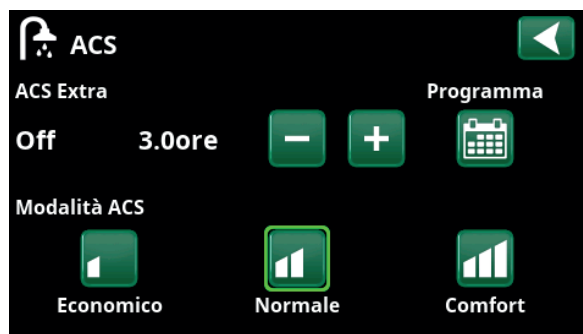 ACS
ACS Extra
Programma
Off 3.0ore
Modalità ACS
Economico Normale Comfort